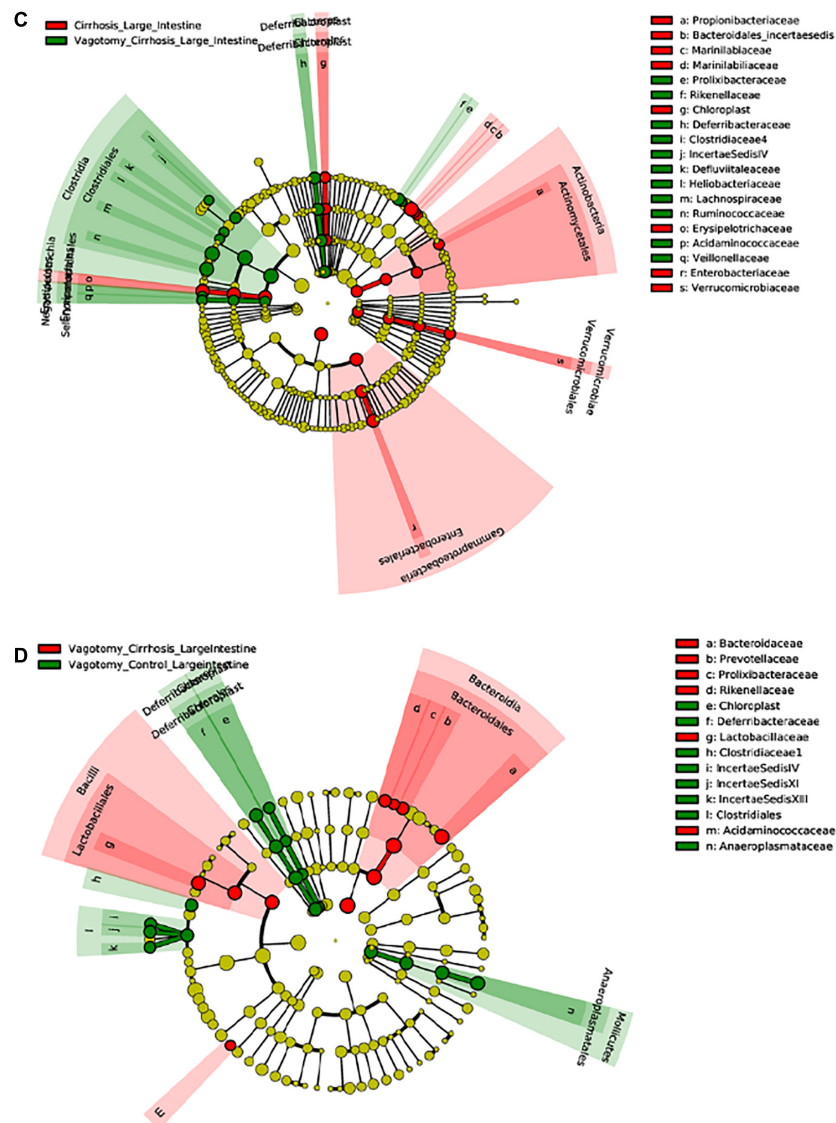 C
Cirrhosis_Large_Intestine
Vagotomy_Cirrhosis_Large_Intestine
a: Propionibacteriaceae
b: Bacteroidales_incertaesedis
c: Marinilabiaceae
d: Marinilabiliaceae
e: Prolixibacteraceae
f: Rikenellaceae
g: Chloroplast
h: Deferribacteraceae
i: Clostridiaceae4
j: IncertaeSedisIV
k: Defluviitaleaceae
l: Heliobacteriaceae
m: Lachnospiraceae
n: Ruminococcaceae
o: Erysipelotrichaceae
p: Acidaminococcaceae
q: Veillonellaceae
r: Enterobacteriaceae
s: Verrucomicrobiaceae
h
g
f
e
d
c
b
Actinobacteria
Actinomycetales
a
Clostridia
Clostridiales
i
j
k
l
m
n
o
p
q
Verrucomicrobiae
Verrucomicrobiales
s
r
Enterobacteriales
Gammaproteobacteria
D
Vagotomy_Cirrhosis_LargeIntestine
Vagotomy_Control_Largeintestine
a: Bacteroidaceae
b: Prevotellaceae
c: Prolixibacteraceae
d: Rikenellaceae
e: Chloroplast
f: Deferribacteraceae
g: Lactobacillaceae
h: Clostridiaceae1
i: IncertaeSedisIV
j: IncertaeSedisXI
k: IncertaeSedisXIII
l: Clostridiales
m: Acidaminococcaceae
n: Anaeroplasmataceae
f
e
Bacteroidia
Bacteroidales
d
c
b
a
Bacilli
Lactobacillales
g
h
i
j
k
l
m
n
Anaeroplasmatales
Mollicutes